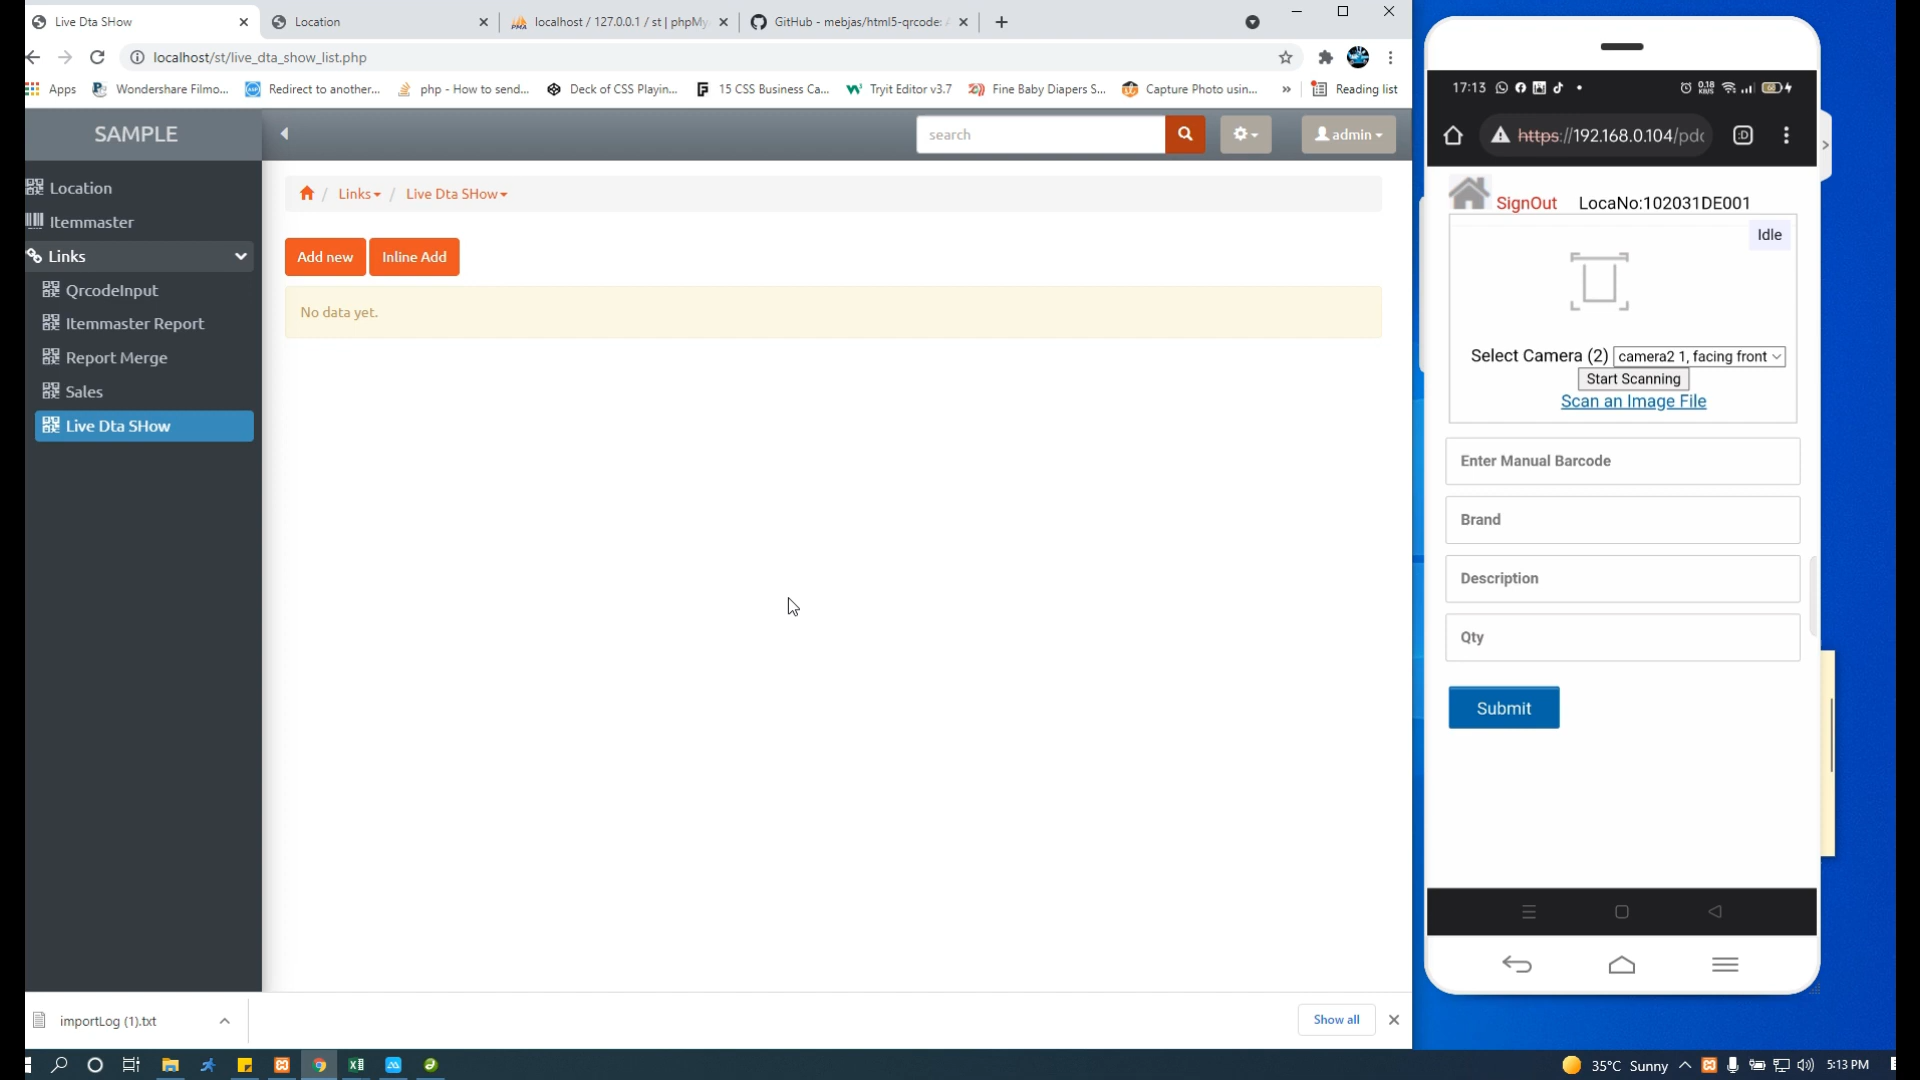 Live Dta SHow
Location
localhost / 127.0.0.1 / st | phpMy
GitHub - mebjas/html5-qrcode:
localhost/st/live_dta_show_list.php
Apps
Wondershare Filmo...
Redirect to another...
php - How to send...
Deck of CSS Playin...
15 CSS Business Ca...
Tryit Editor v3.7
Fine Baby Diapers S...
Capture Photo usin...
»
Reading list
SAMPLE
search
admin
Location
Itemmaster
Links
QrcodeInput
Itemmaster Report
Report Merge
Sales
Live Dta SHow
/ Links / Live Dta SHow
Add new
Inline Add
No data yet.
17:13
0.18
KB/S
https://192.168.0.104/pdc
:D
SignOut LocaNo:102031DE001
Idle
Select Camera (2) camera2 1, facing front
Start Scanning
Scan an Image File
Enter Manual Barcode
Brand
Description
Qty
Submit
importLog (1).txt
Show all
35°C Sunny
5:13 PM